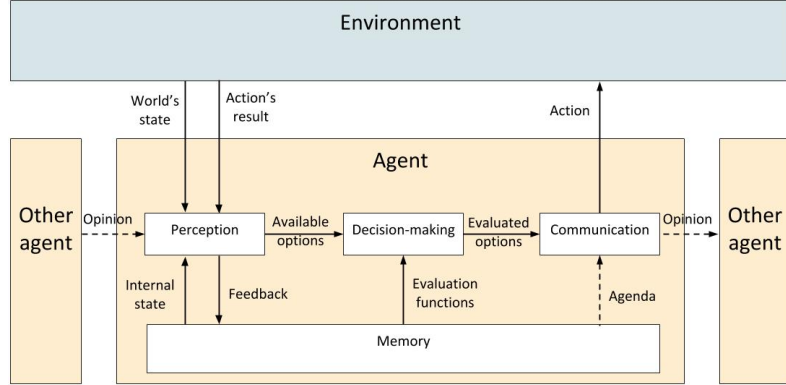 Environment
World's
state
Action's
result
Action
Agent
Other
agent
Opinion
Perception
Available
options
Decision-making
Evaluated
options
Communication
Opinion
Other
agent
Internal
state
Feedback
Evaluation
functions
Agenda
Memory